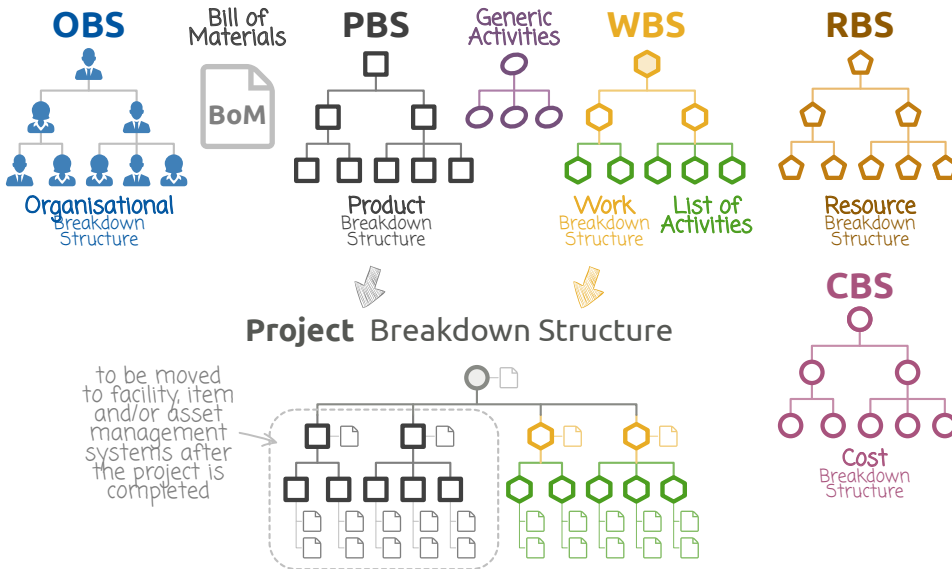 OBS
Organisational
Breakdown
Structure
Bill of
Materials
BoM
PBS
Product
Breakdown
Structure
Generic
Activities
WBS
Work
Breakdown
Structure
List of
Activities
RBS
Resource
Breakdown
Structure
CBS
Cost
Breakdown
Structure
Project Breakdown Structure
to be moved
to facility, item
and/or asset
management
systems after
the project is
completed